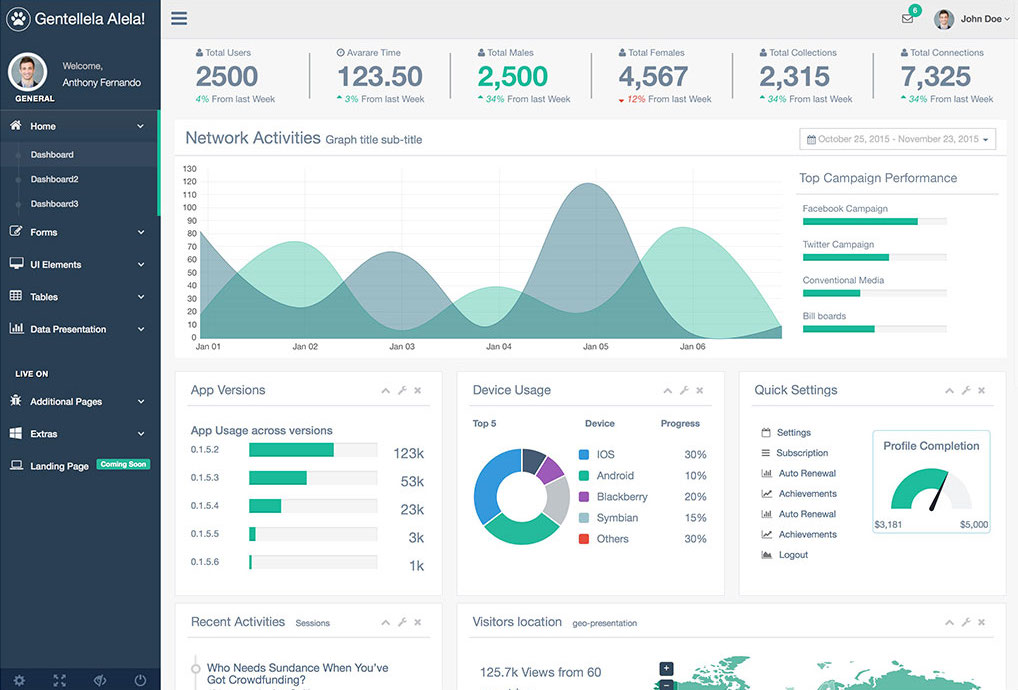 Gentellela Alela!
Welcome,
Anthony Fernando
GENERAL
Home
Dashboard
Dashboard2
Dashboard3
Forms
UI Elements
Tables
Data Presentation
LIVE ON
Additional Pages
Extras
Landing Page Coming Soon
6
John Doe
Total Users
2500
4% From last Week
Avarare Time
123.50
3% From last Week
Total Males
2,500
34% From last Week
Total Females
4,567
12% From last Week
Total Collections
2,315
34% From last Week
Total Connections
7,325
34% From last Week
Network Activities Graph title sub-title
October 25, 2015 - November 23, 2015
130
120
110
100
90
80
70
60
50
40
30
20
10
0
Jan 01 Jan 02 Jan 03 Jan 04 Jan 05 Jan 06
Top Campaign Performance
Facebook Campaign
Twitter Campaign
Conventional Media
Bill boards
App Versions
App Usage across versions
0.1.5.2 123k
0.1.5.3 53k
0.1.5.4 23k
0.1.5.5 3k
0.1.5.6 1k
Device Usage
Top 5 Device Progress
IOS 30%
Android 10%
Blackberry 20%
Symbian 15%
Others 30%
Quick Settings
Settings
Subscription
Auto Renewal
Achievements
Auto Renewal
Achievements
Logout
Profile Completion
$3,181 $5,000
Recent Activities Sessions
Who Needs Sundance When You've
Got Crowdfunding?
Visitors location geo-presentation
125.7k Views from 60
+
−